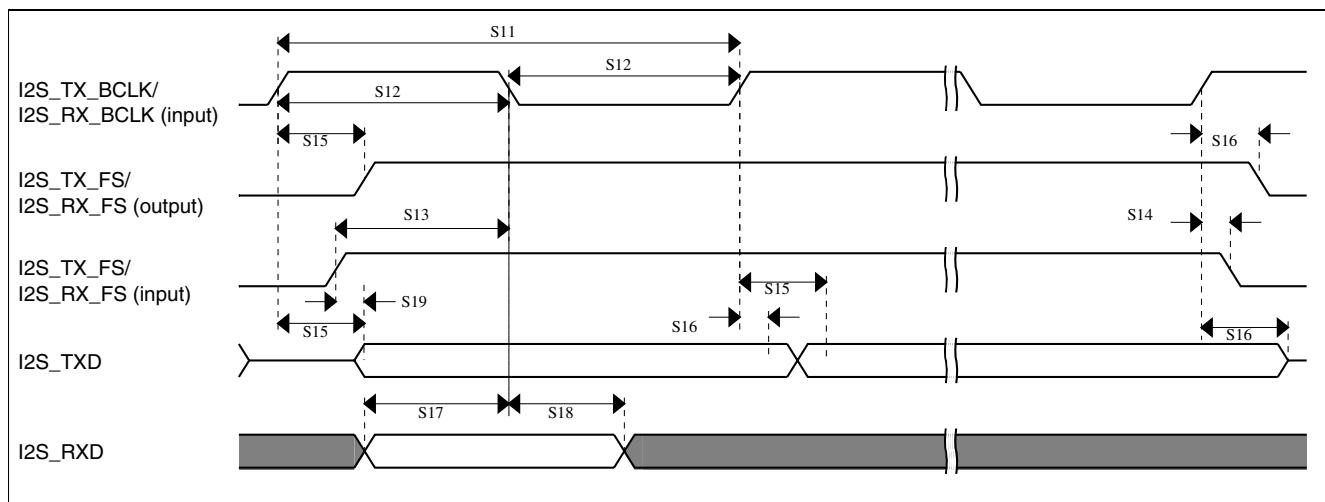 S11
I2S_TX_BCLK/
I2S_RX_BCLK (input)
S12
S12
S15
S16
I2S_TX_FS/
I2S_RX_FS (output)
S13
S14
I2S_TX_FS/
I2S_RX_FS (input)
S15
S19
S15
S16
S16
I2S_TXD
S17
S18
I2S_RXD